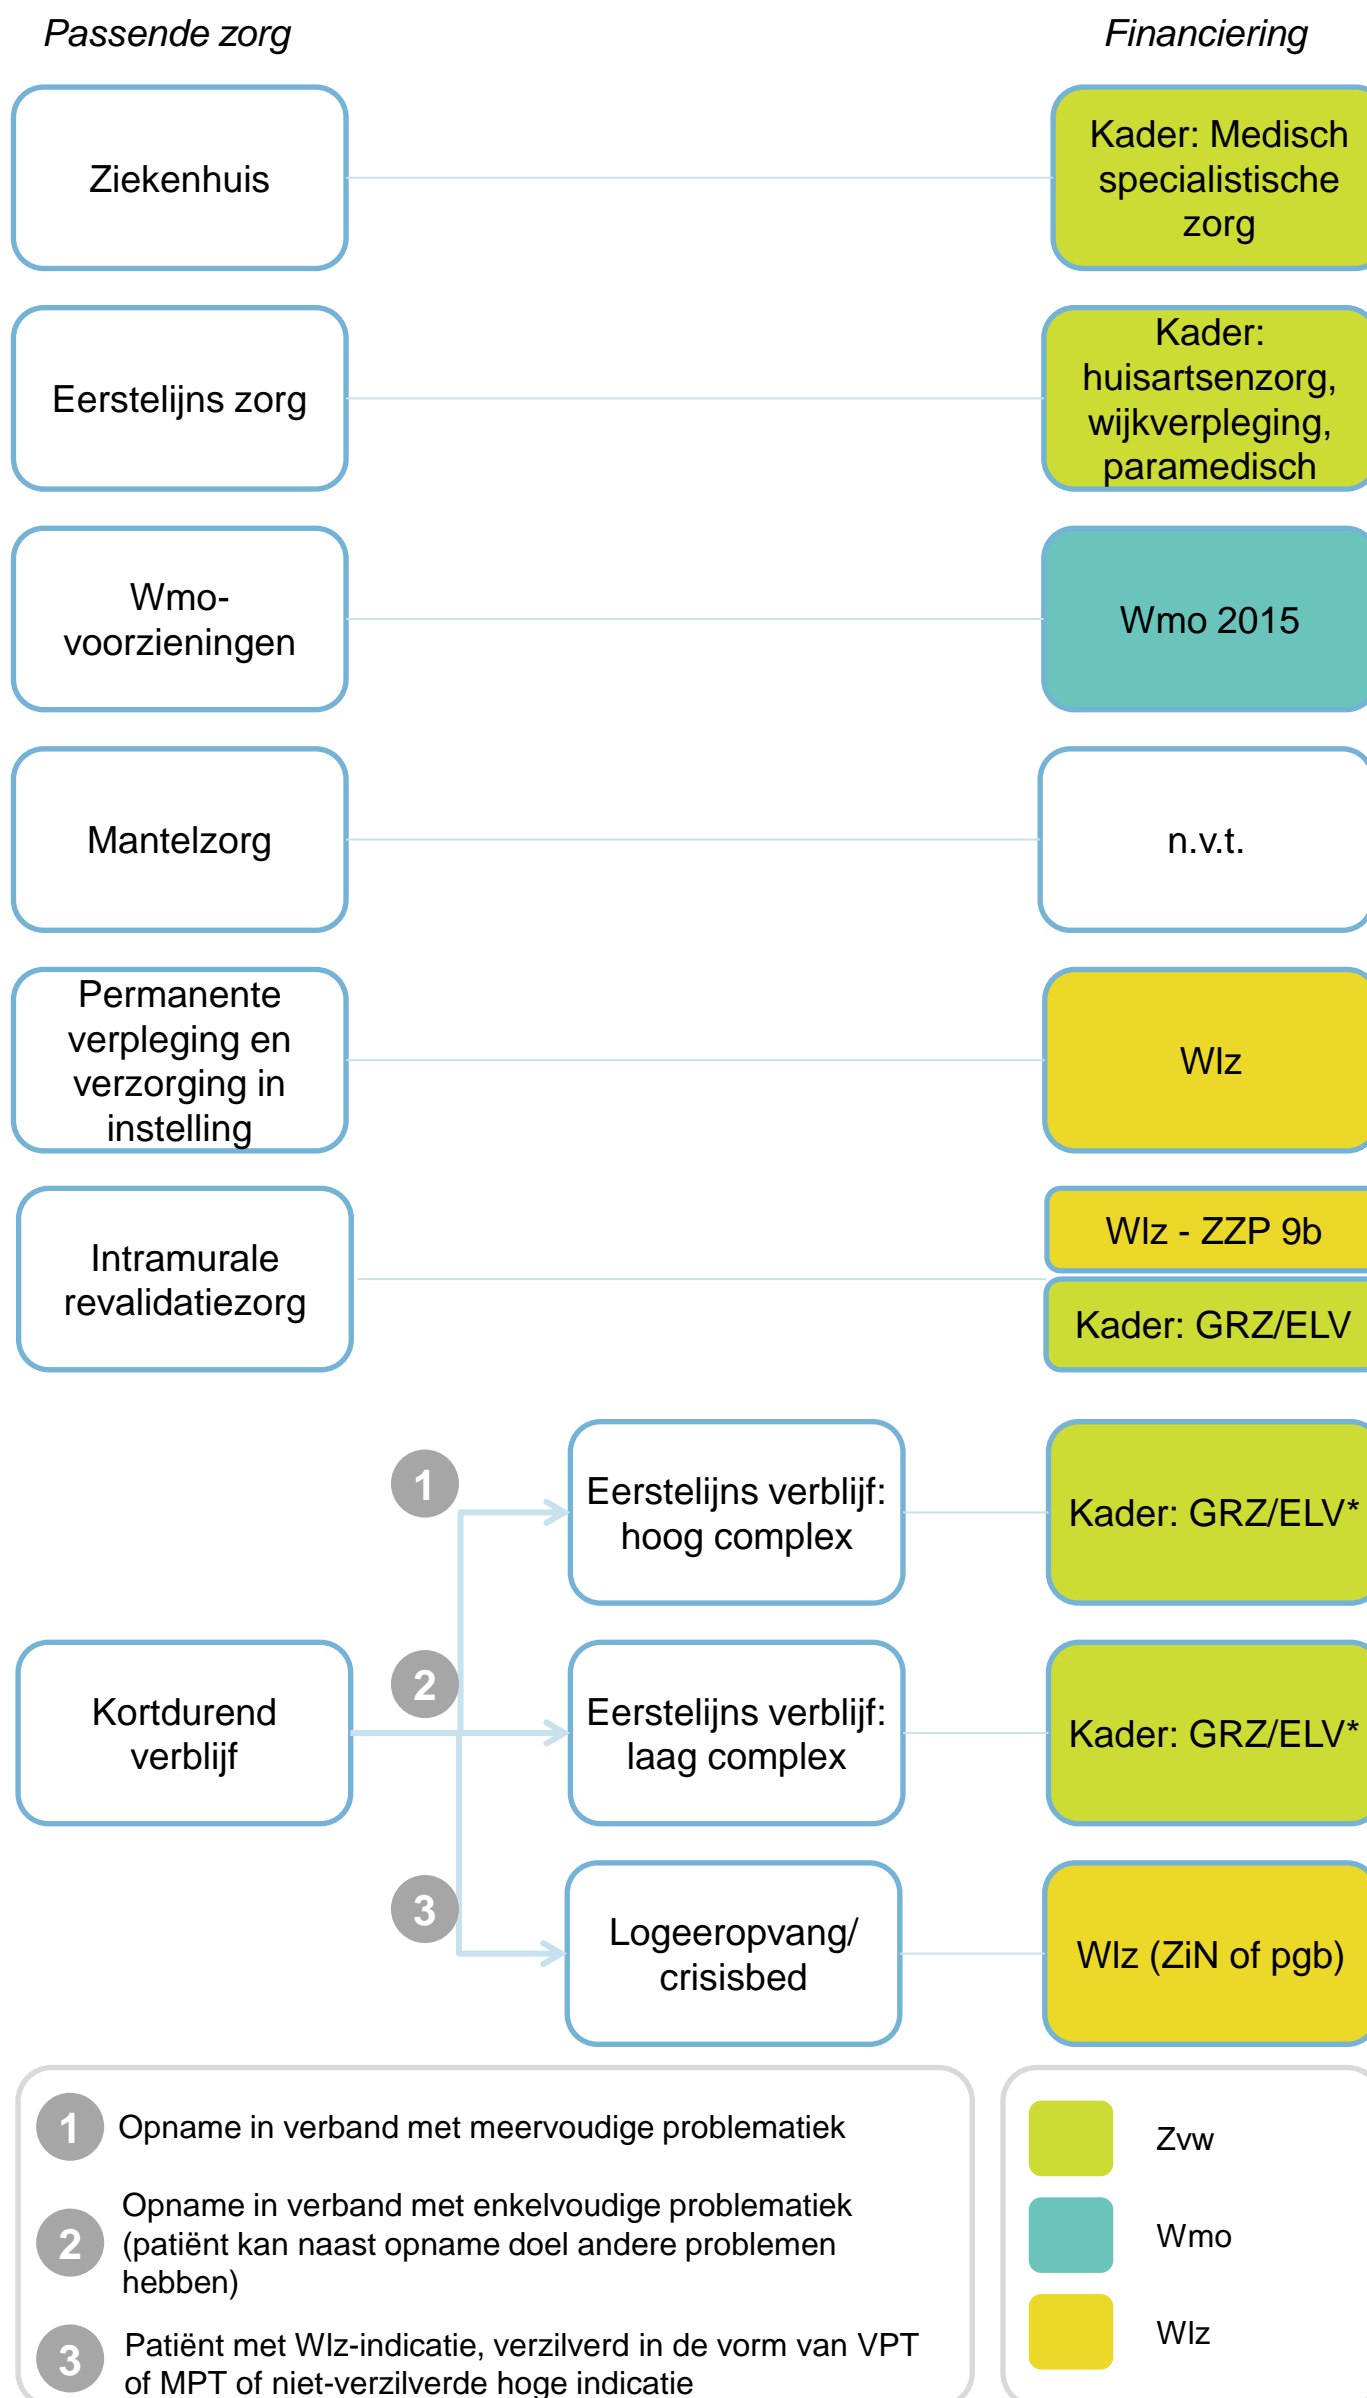 Passende zorg
Financiering
Ziekenhuis
Kader: Medisch
specialistische
zorg
Eerstelijns zorg
Kader:
huisartsenzorg,
wijkverpleging,
paramedisch
Wmo-
voorzieningen
Wmo 2015
Mantelzorg
n.v.t.
Permanente
verpleging en
verzorging in
instelling
Wlz
Intramurale
revalidatiezorg
Wlz - ZZP 9b
Kader: GRZ/ELV
1
Eerstelijns verblijf:
hoog complex
Kader: GRZ/ELV*
Kortdurend
verblijf
2
Eerstelijns verblijf:
laag complex
Kader: GRZ/ELV*
3
Logeeropvang/
crisisbed
Wlz (ZiN of pgb)
1 Opname in verband met meervoudige problematiek
2 Opname in verband met enkelvoudige problematiek
(patiënt kan naast opname doel andere problemen
hebben)
3 Patiënt met Wlz-indicatie, verzilverd in de vorm van VPT
of MPT of niet-verzilverde hoge indicatie
Zvw
Wmo
Wlz